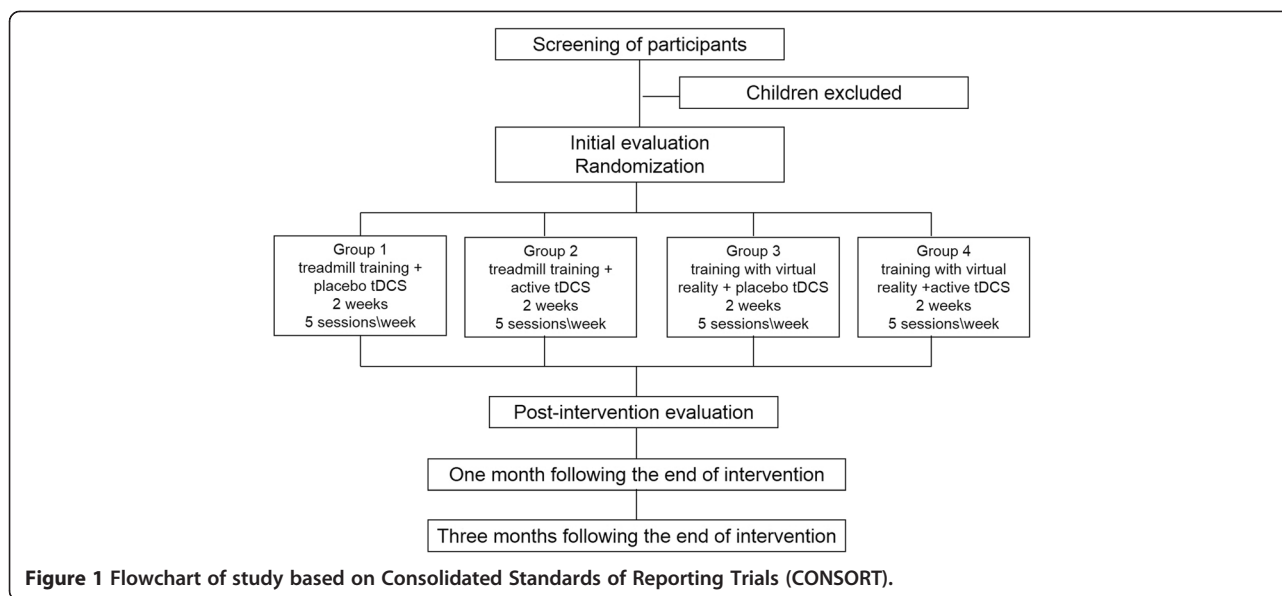 Screening of participants
Children excluded
Initial evaluation
Randomization
Group 1
treadmill training +
placebo tDCS
2 weeks
5 sessions\week
Group 2
treadmill training +
active tDCS
2 weeks
5 sessions\week
Group 3
training with virtual
reality + placebo tDCS
2 weeks
5 sessions\week
Group 4
training with virtual
reality +active tDCS
2 weeks
5 sessions\week
Post-intervention evaluation
One month following the end of intervention
Three months following the end of intervention
Figure 1 Flowchart of study based on Consolidated Standards of Reporting Trials (CONSORT).